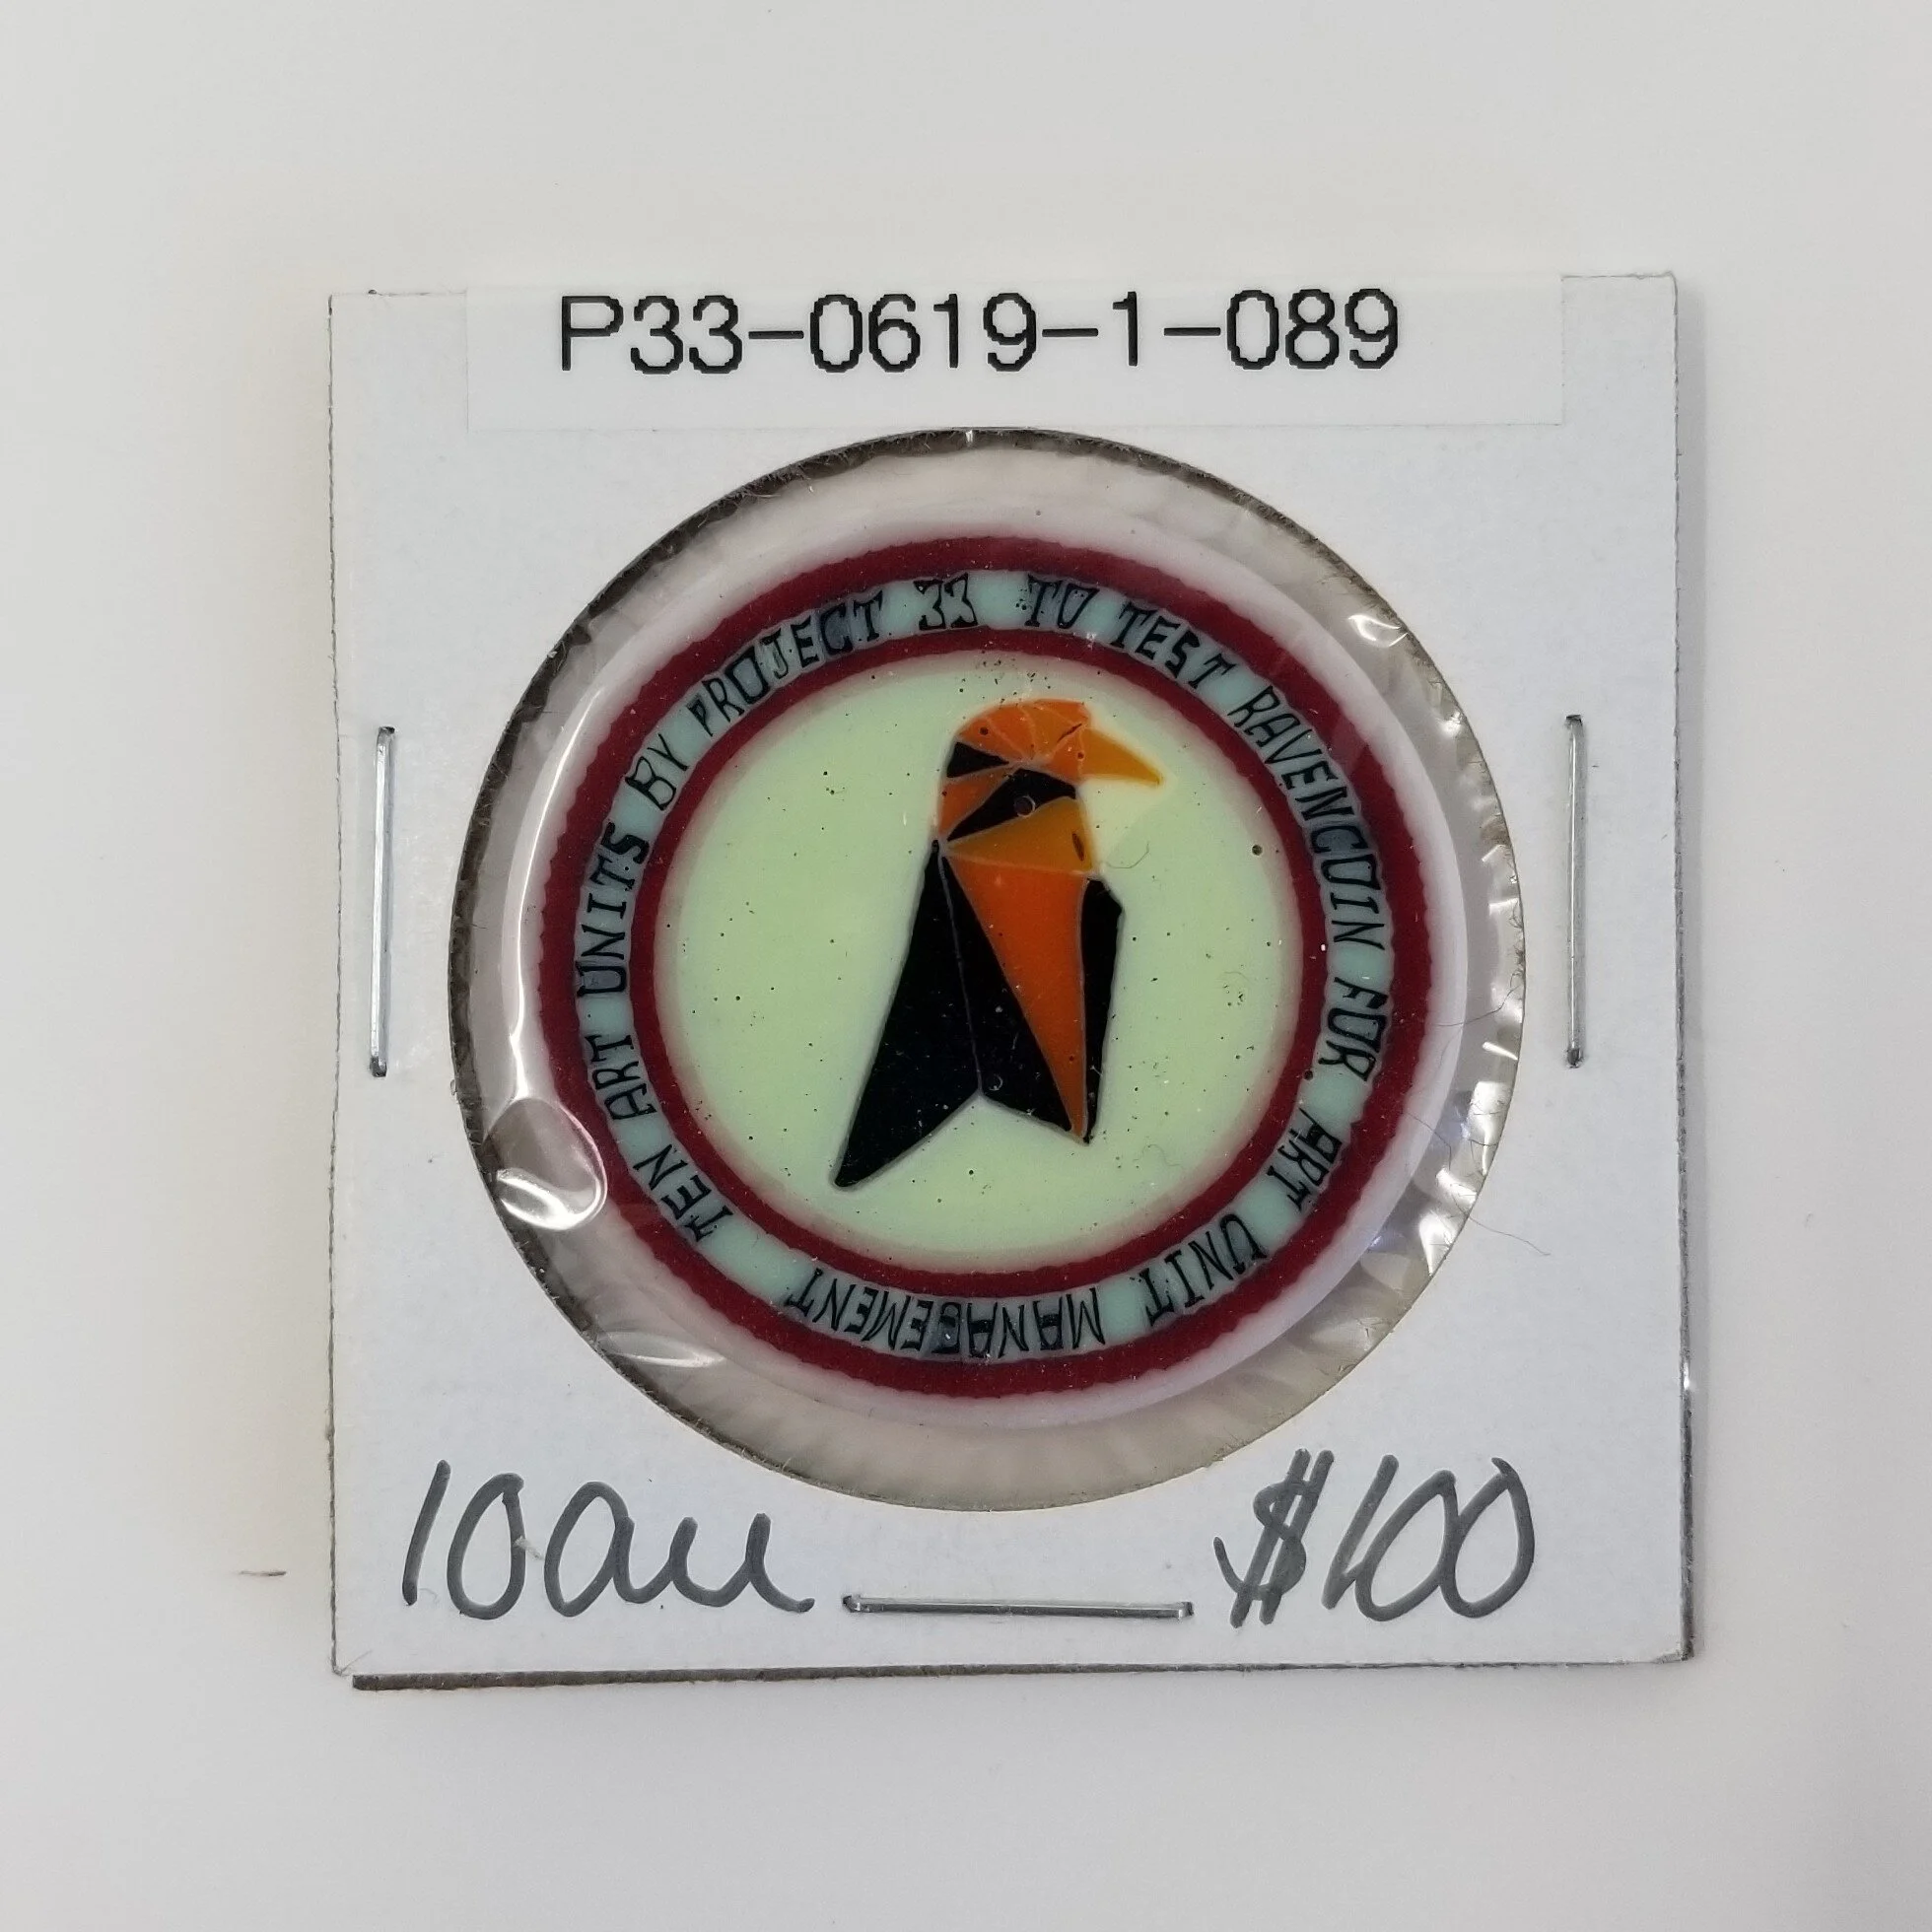 P33-0619-1-089
TEN ART UNITS BY PROJECT 33 TO TEST RAVENCOIN FOR ART UNIT MANAGEMENT
10au $100